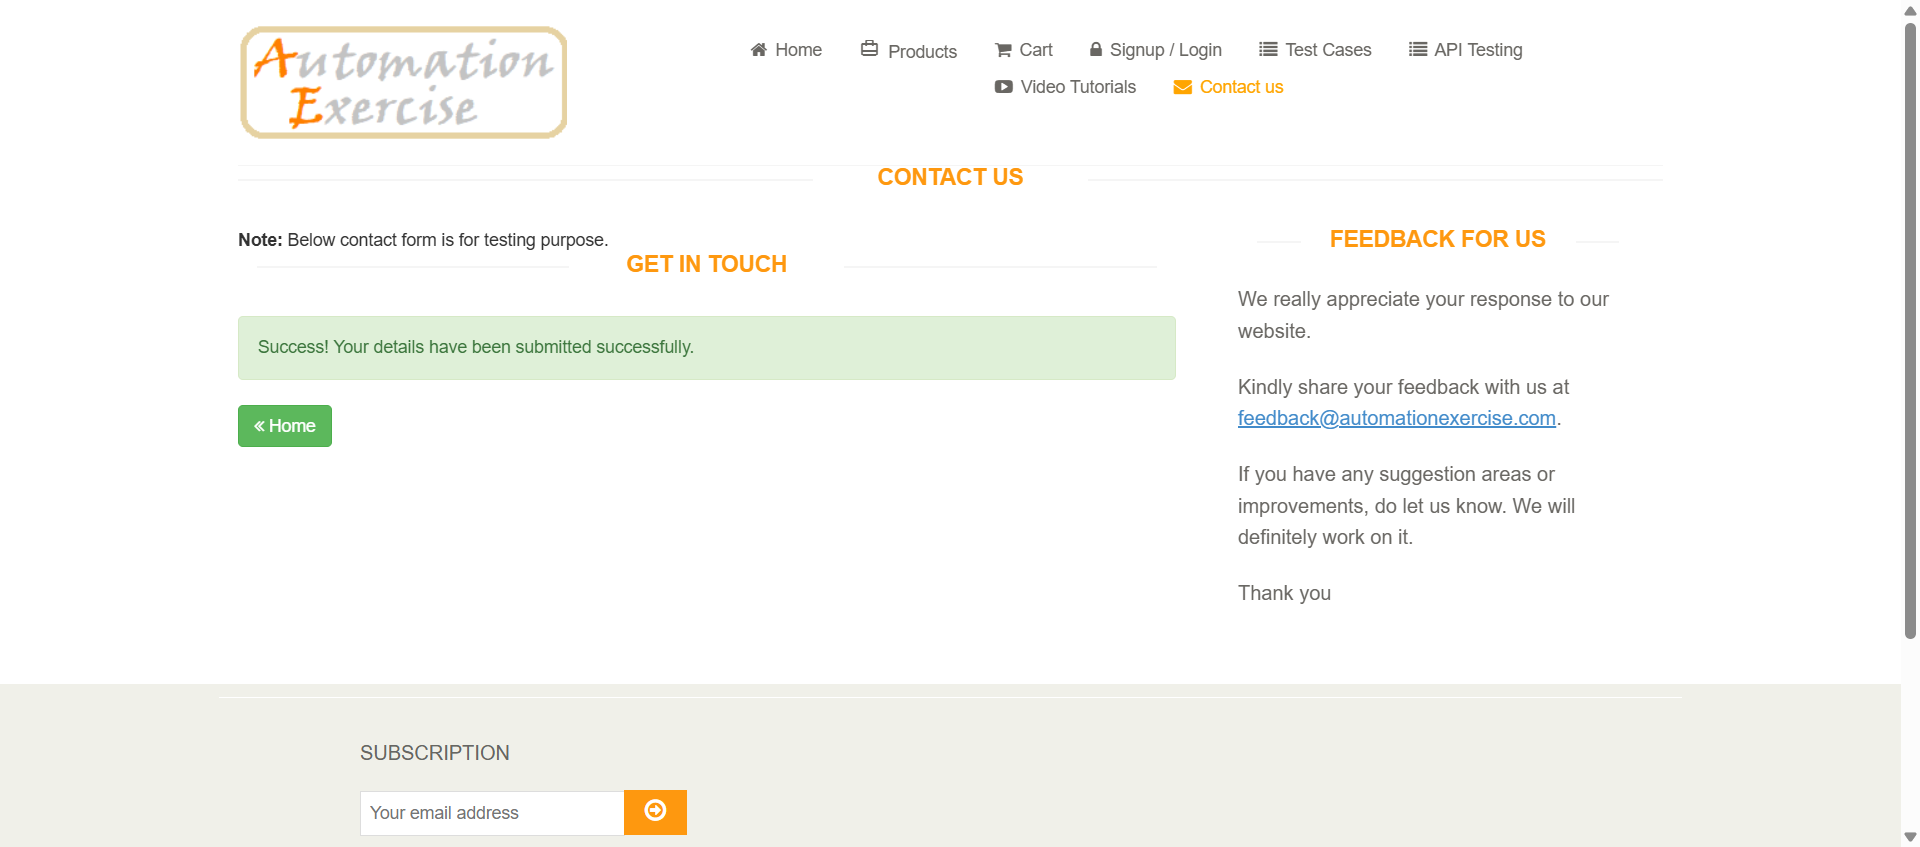 Automation
Exercise
Home
Products
Cart
Signup / Login
Test Cases
API Testing
Video Tutorials
Contact us
CONTACT US
Note: Below contact form is for testing purpose.
GET IN TOUCH
Success! Your details have been submitted successfully.
« Home
FEEDBACK FOR US
We really appreciate your response to our
website.
Kindly share your feedback with us at
feedback@automationexercise.com.
If you have any suggestion areas or
improvements, do let us know. We will
definitely work on it.
Thank you
SUBSCRIPTION
Your email address